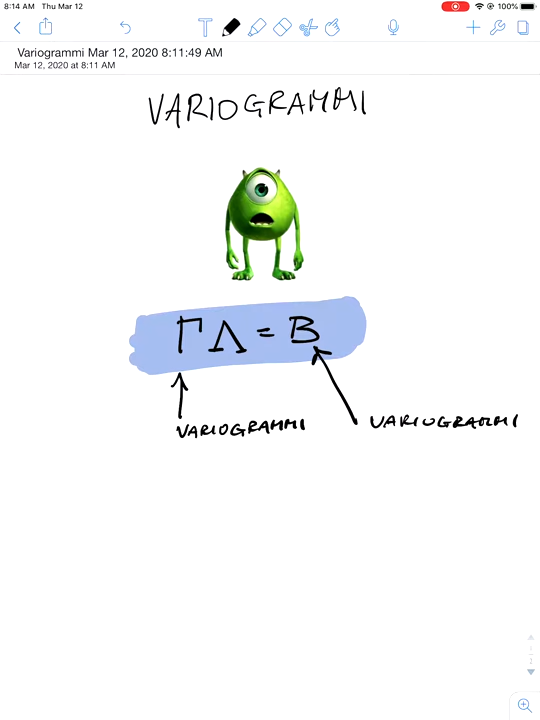 8:14 AM Thu Mar 12 100%
Variogrammi Mar 12, 2020 8:11:49 AM
Mar 12, 2020 at 8:11 AM
VARIOGRAMMI
ΓΛ = B
VARIOGRAMMI VARIOGRAMMI